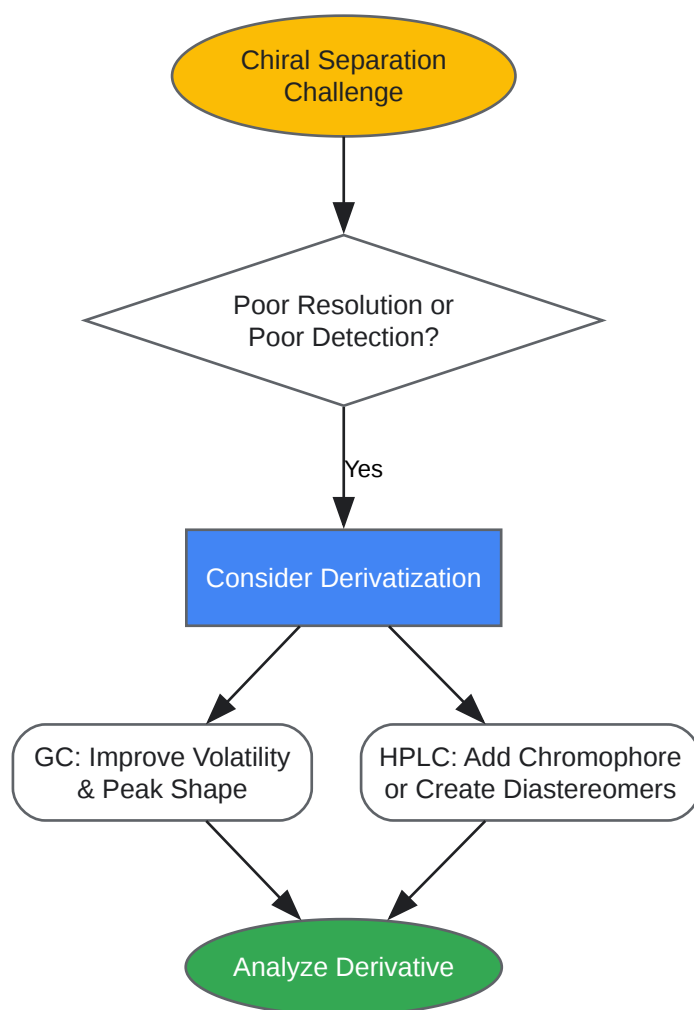 Chiral Separation
Challenge
Poor Resolution or
Poor Detection?
Yes
Consider Derivatization
GC: Improve Volatility
& Peak Shape
HPLC: Add Chromophore
or Create Diastereomers
Analyze Derivative